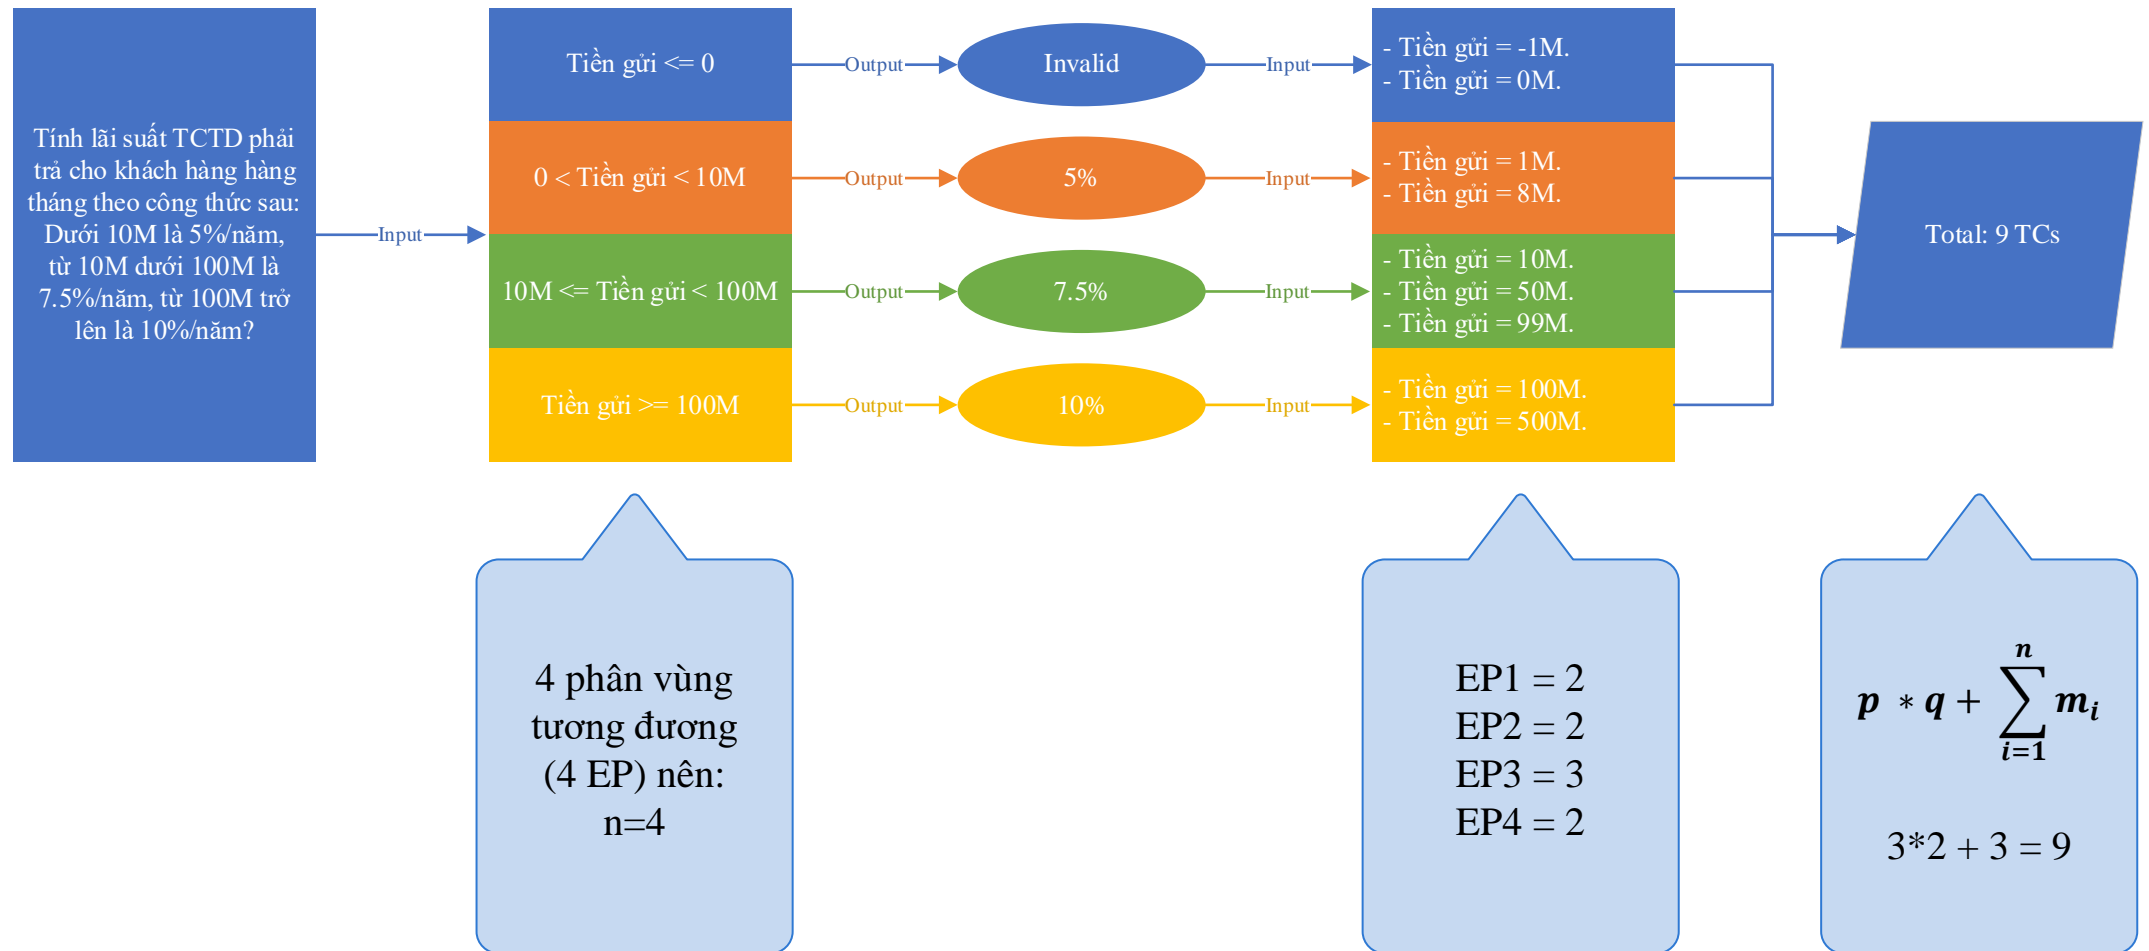 Tính lãi suất TCTD phải
trả cho khách hàng hàng
tháng theo công thức sau:
Dưới 10M là 5%/năm,
từ 10M dưới 100M là
7.5%/năm, từ 100M trở
lên là 10%/năm?
Input
Tiền gửi <= 0
Output
Invalid
Input
- Tiền gửi = -1M.
- Tiền gửi = 0M.
0 < Tiền gửi < 10M
Output
5%
Input
- Tiền gửi = 1M.
- Tiền gửi = 8M.
10M <= Tiền gửi < 100M
Output
7.5%
Input
- Tiền gửi = 10M.
- Tiền gửi = 50M.
- Tiền gửi = 99M.
Tiền gửi >= 100M
Output
10%
Input
- Tiền gửi = 100M.
- Tiền gửi = 500M.
Total: 9 TCs
4 phân vùng
tương đương
(4 EP) nên:
n=4
EP1 = 2
EP2 = 2
EP3 = 3
EP4 = 2
p * q + ∑_{i=1}^{n} m_i
3*2 + 3 = 9